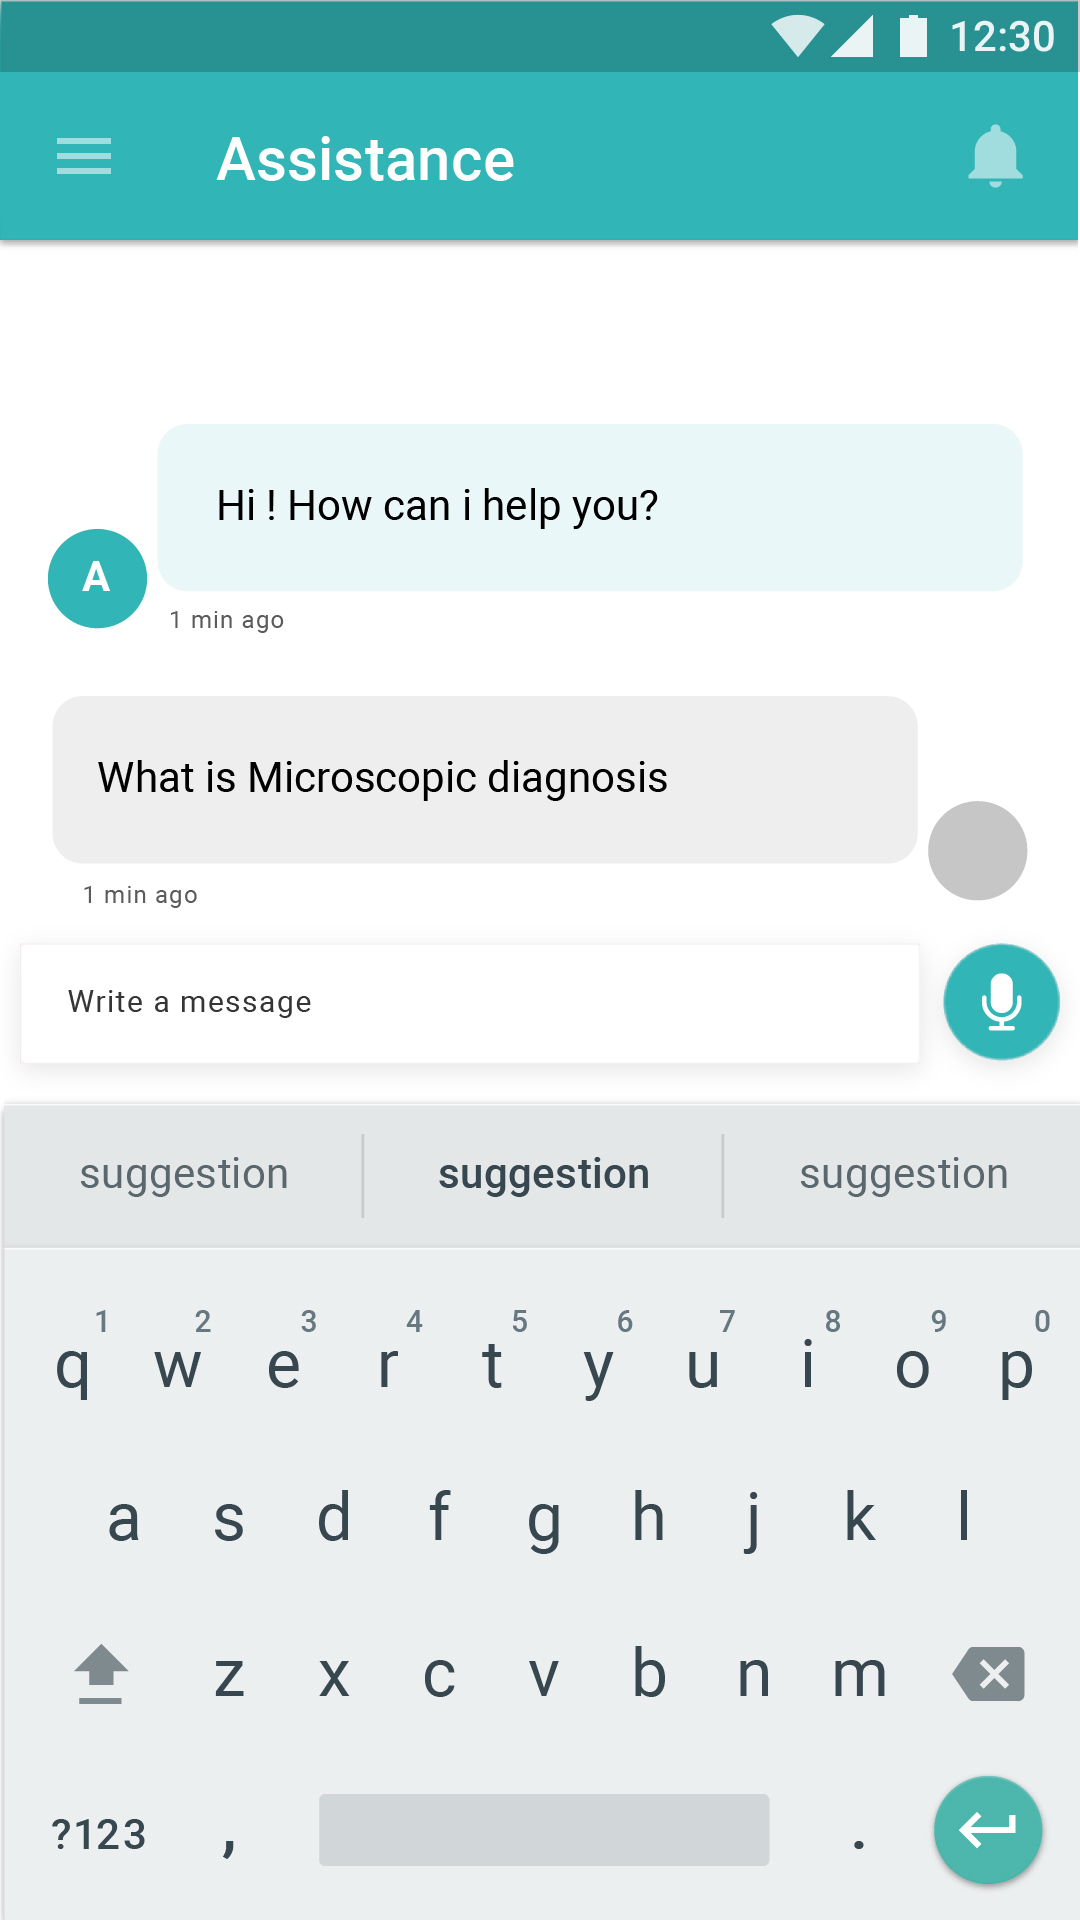 12:30
Assistance
Hi ! How can i help you?
A
1 min ago
What is Microscopic diagnosis
1 min ago
Write a message
suggestion suggestion suggestion
1 2 3 4 5 6 7 8 9 0
q w e r t y u i o p
a s d f g h j k l
z x c v b n m
?123 , .